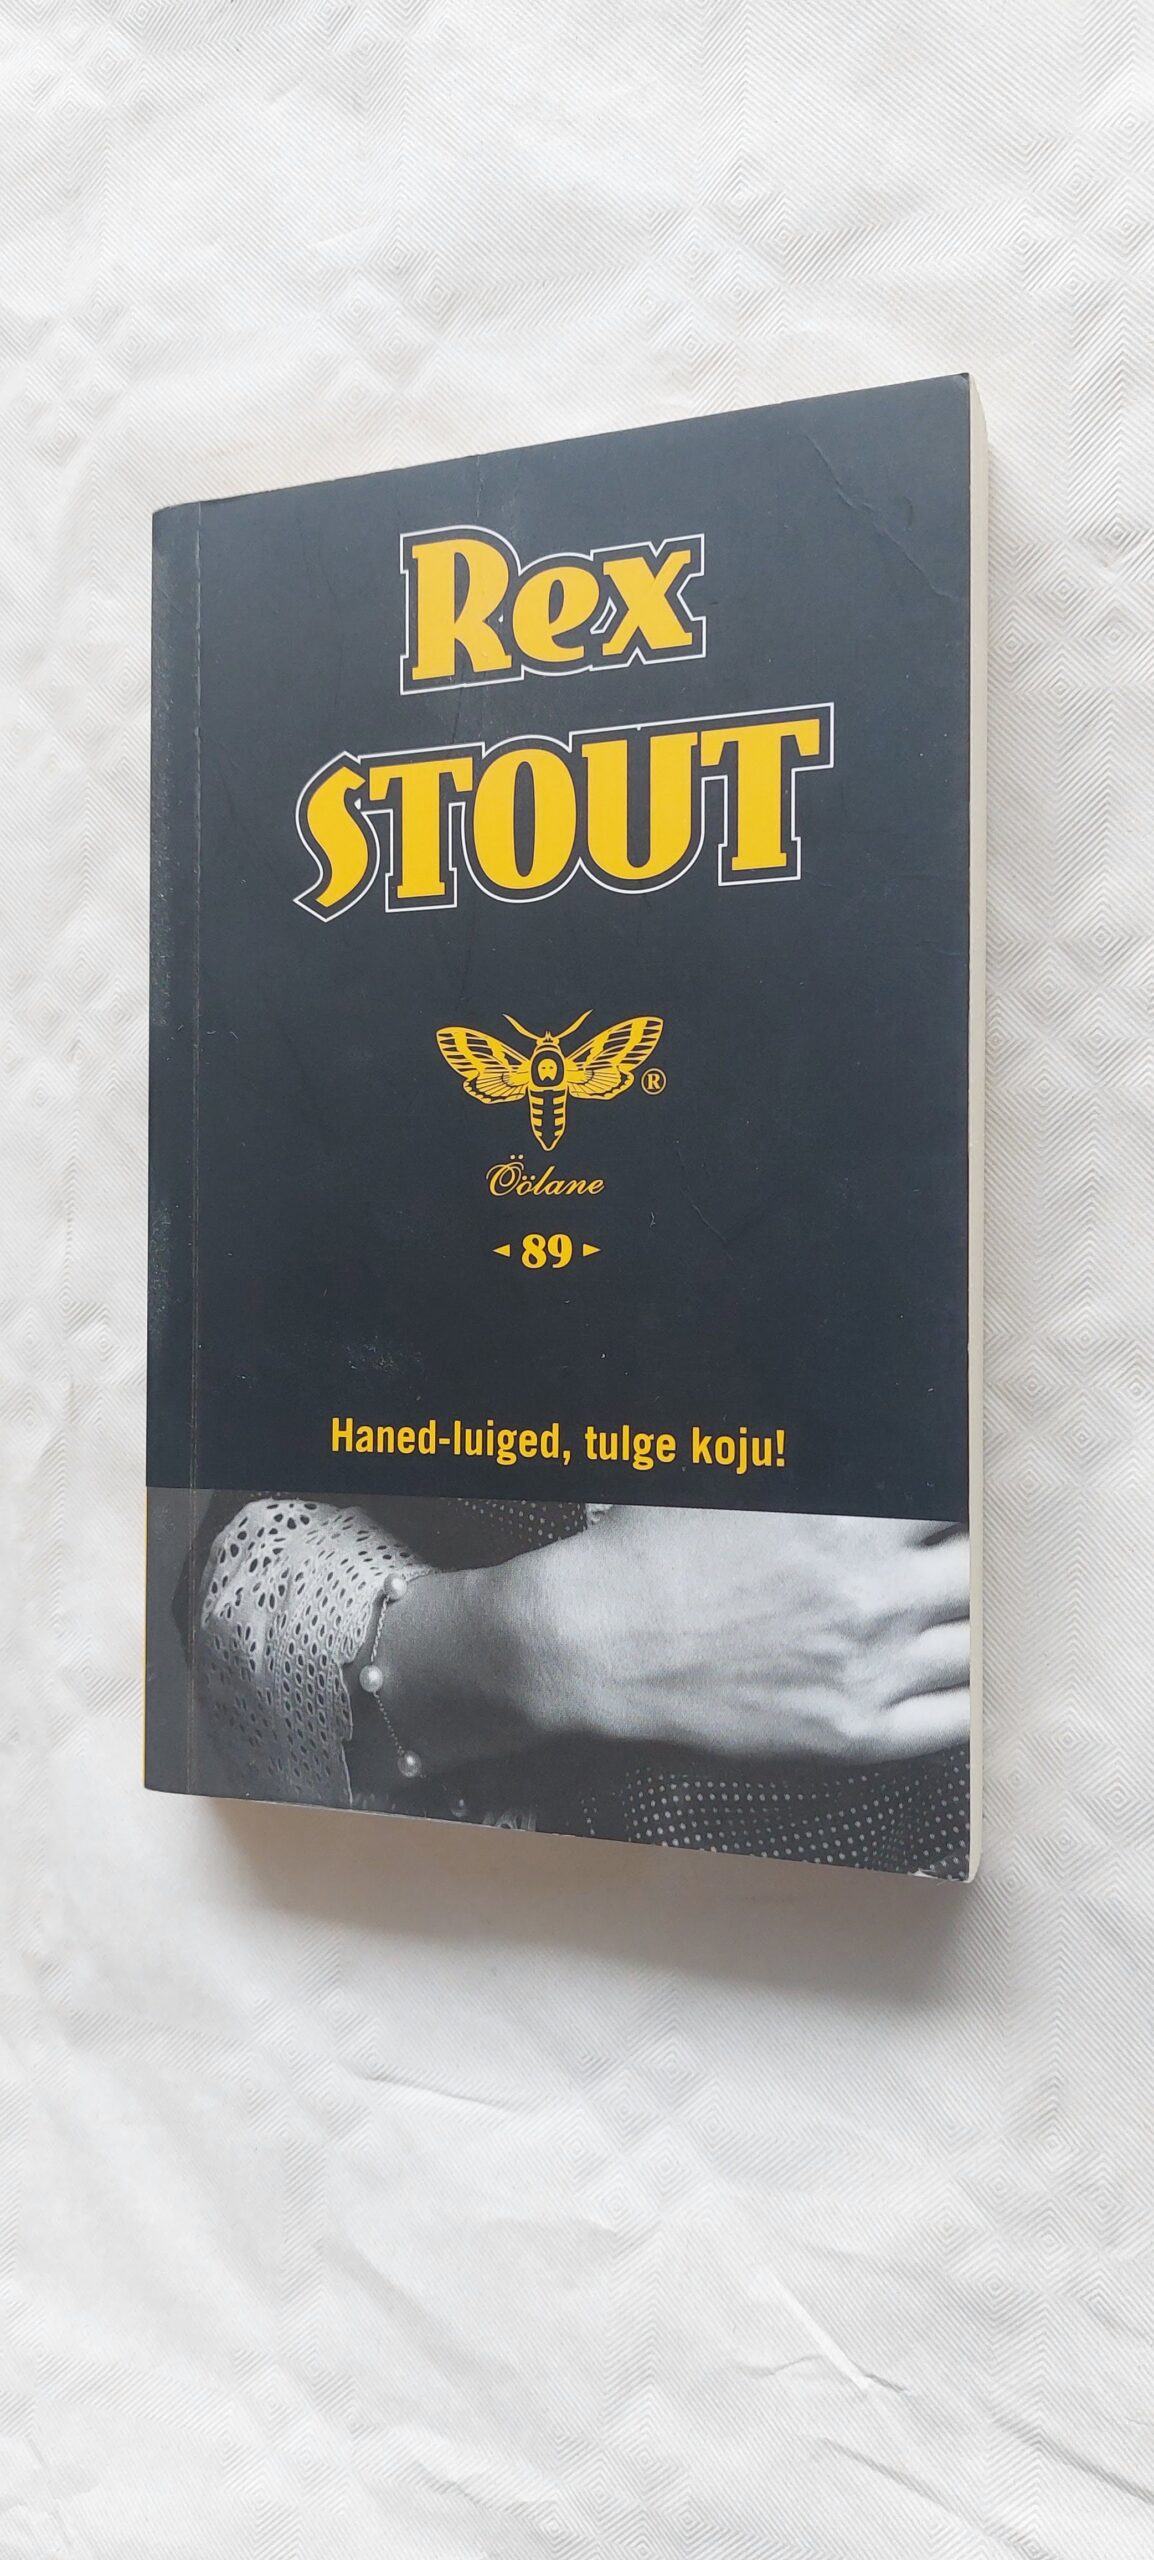 Rex
STOUT
®
Öölane
89
Haned-luiged, tulge koju!